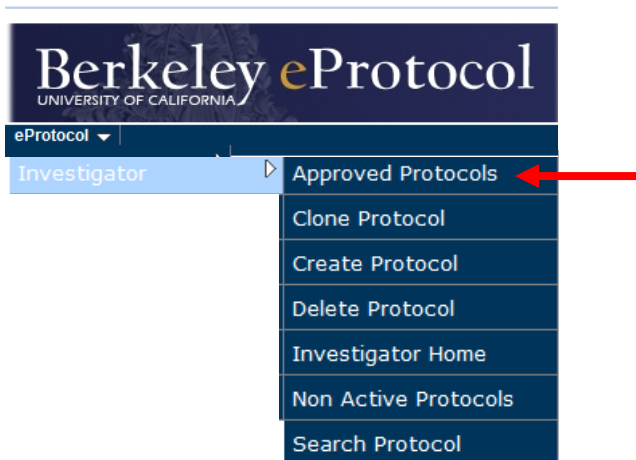 Berkeley eProtocol
UNIVERSITY OF CALIFORNIA
eProtocol
Investigator
Approved Protocols
Clone Protocol
Create Protocol
Delete Protocol
Investigator Home
Non Active Protocols
Search Protocol